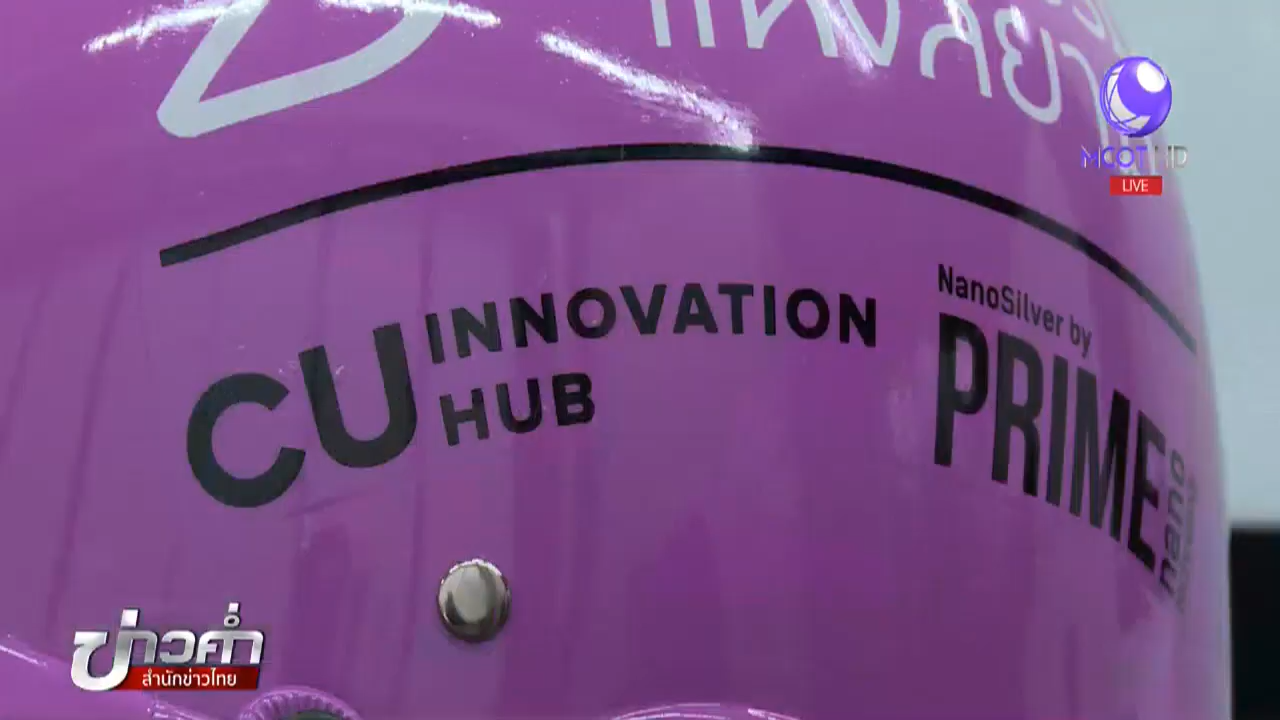 MCOT HD
LIVE
CU INNOVATION
HUB
NanoSilver by
PRIME
nano
ข่าวค่ำ
สำนักข่าวไทย